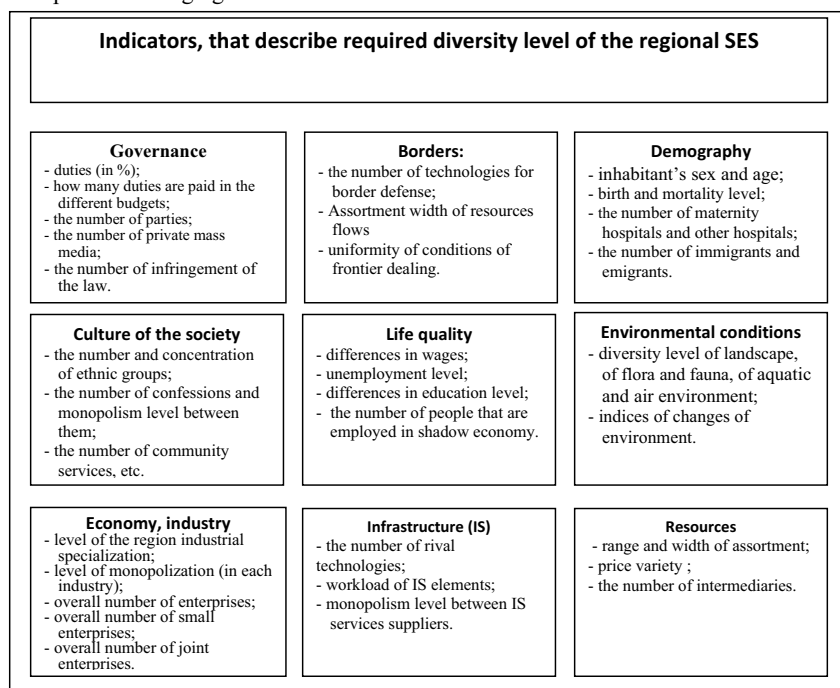 Indicators, that describe required diversity level of the regional SES
Governance
- duties (in %);
- how many duties are paid in the
different budgets;
- the number of parties;
- the number of private mass
media;
- the number of infringement of
the law.
Borders:
- the number of technologies for
border defense;
- Assortment width of resources
flows
- uniformity of conditions of
frontier dealing.
Demography
- inhabitant's sex and age;
- birth and mortality level;
- the number of maternity
hospitals and other hospitals;
- the number of immigrants and
emigrants.
Culture of the society
- the number and concentration
of ethnic groups;
- the number of confessions and
monopolism level between
them;
- the number of community
services, etc.
Life quality
- differences in wages;
- unemployment level;
- differences in education level;
- the number of people that are
employed in shadow economy.
Environmental conditions
- diversity level of landscape,
of flora and fauna, of aquatic
and air environment;
- indices of changes of
environment.
Economy, industry
- level of the region industrial
specialization;
- level of monopolization (in each
industry);
- overall number of enterprises;
- overall number of small
enterprises;
- overall number of joint
enterprises.
Infrastructure (IS)
- the number of rival
technologies;
- workload of IS elements;
- monopolism level between IS
services suppliers.
Resources
- range and width of assortment;
- price variety ;
- the number of intermediaries.